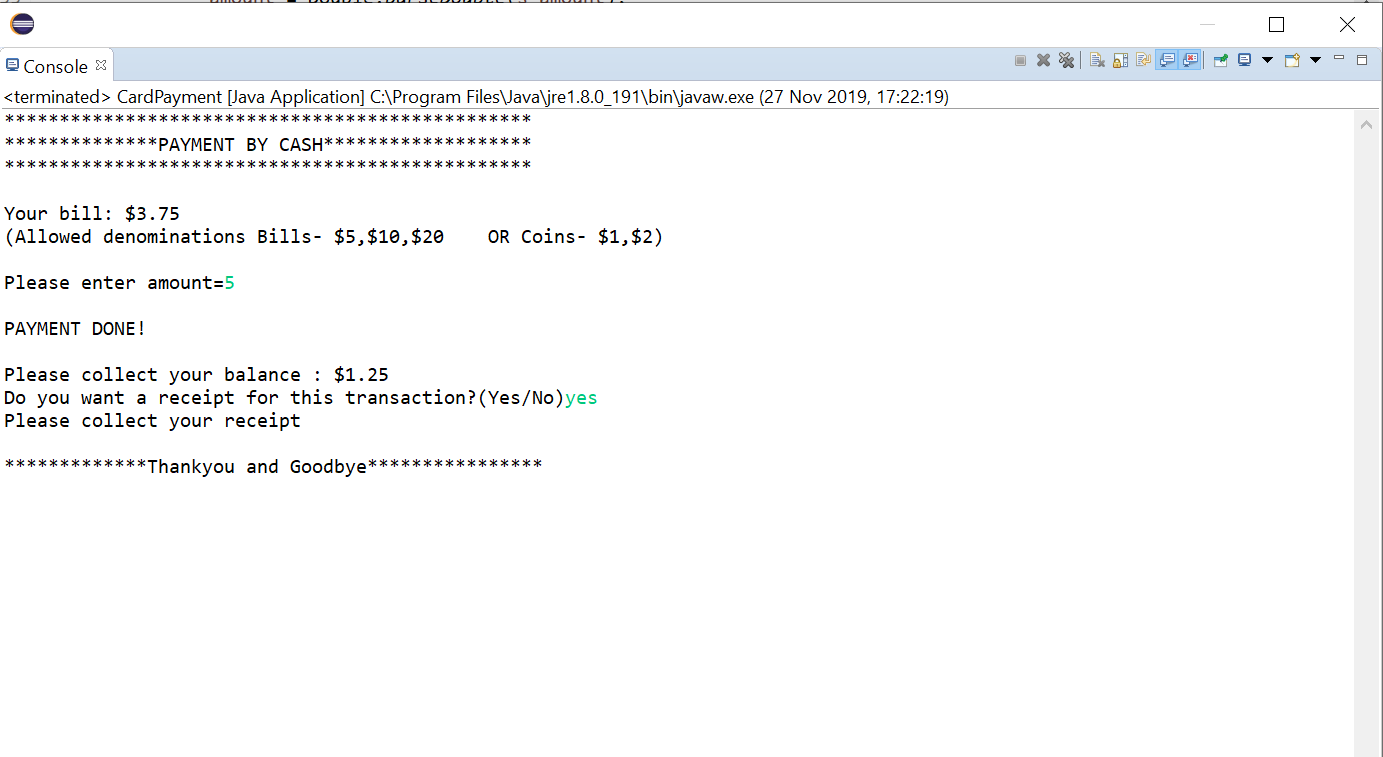 Console
<terminated> CardPayment [Java Application] C:\Program Files\Java\jre1.8.0_191\bin\javaw.exe (27 Nov 2019, 17:22:19)
************************************************
**************PAYMENT BY CASH*******************
************************************************
Your bill: $3.75
(Allowed denominations Bills- $5,$10,$20    OR Coins- $1,$2)
Please enter amount=5
PAYMENT DONE!
Please collect your balance : $1.25
Do you want a receipt for this transaction?(Yes/No)yes
Please collect your receipt
*************Thankyou and Goodbye****************